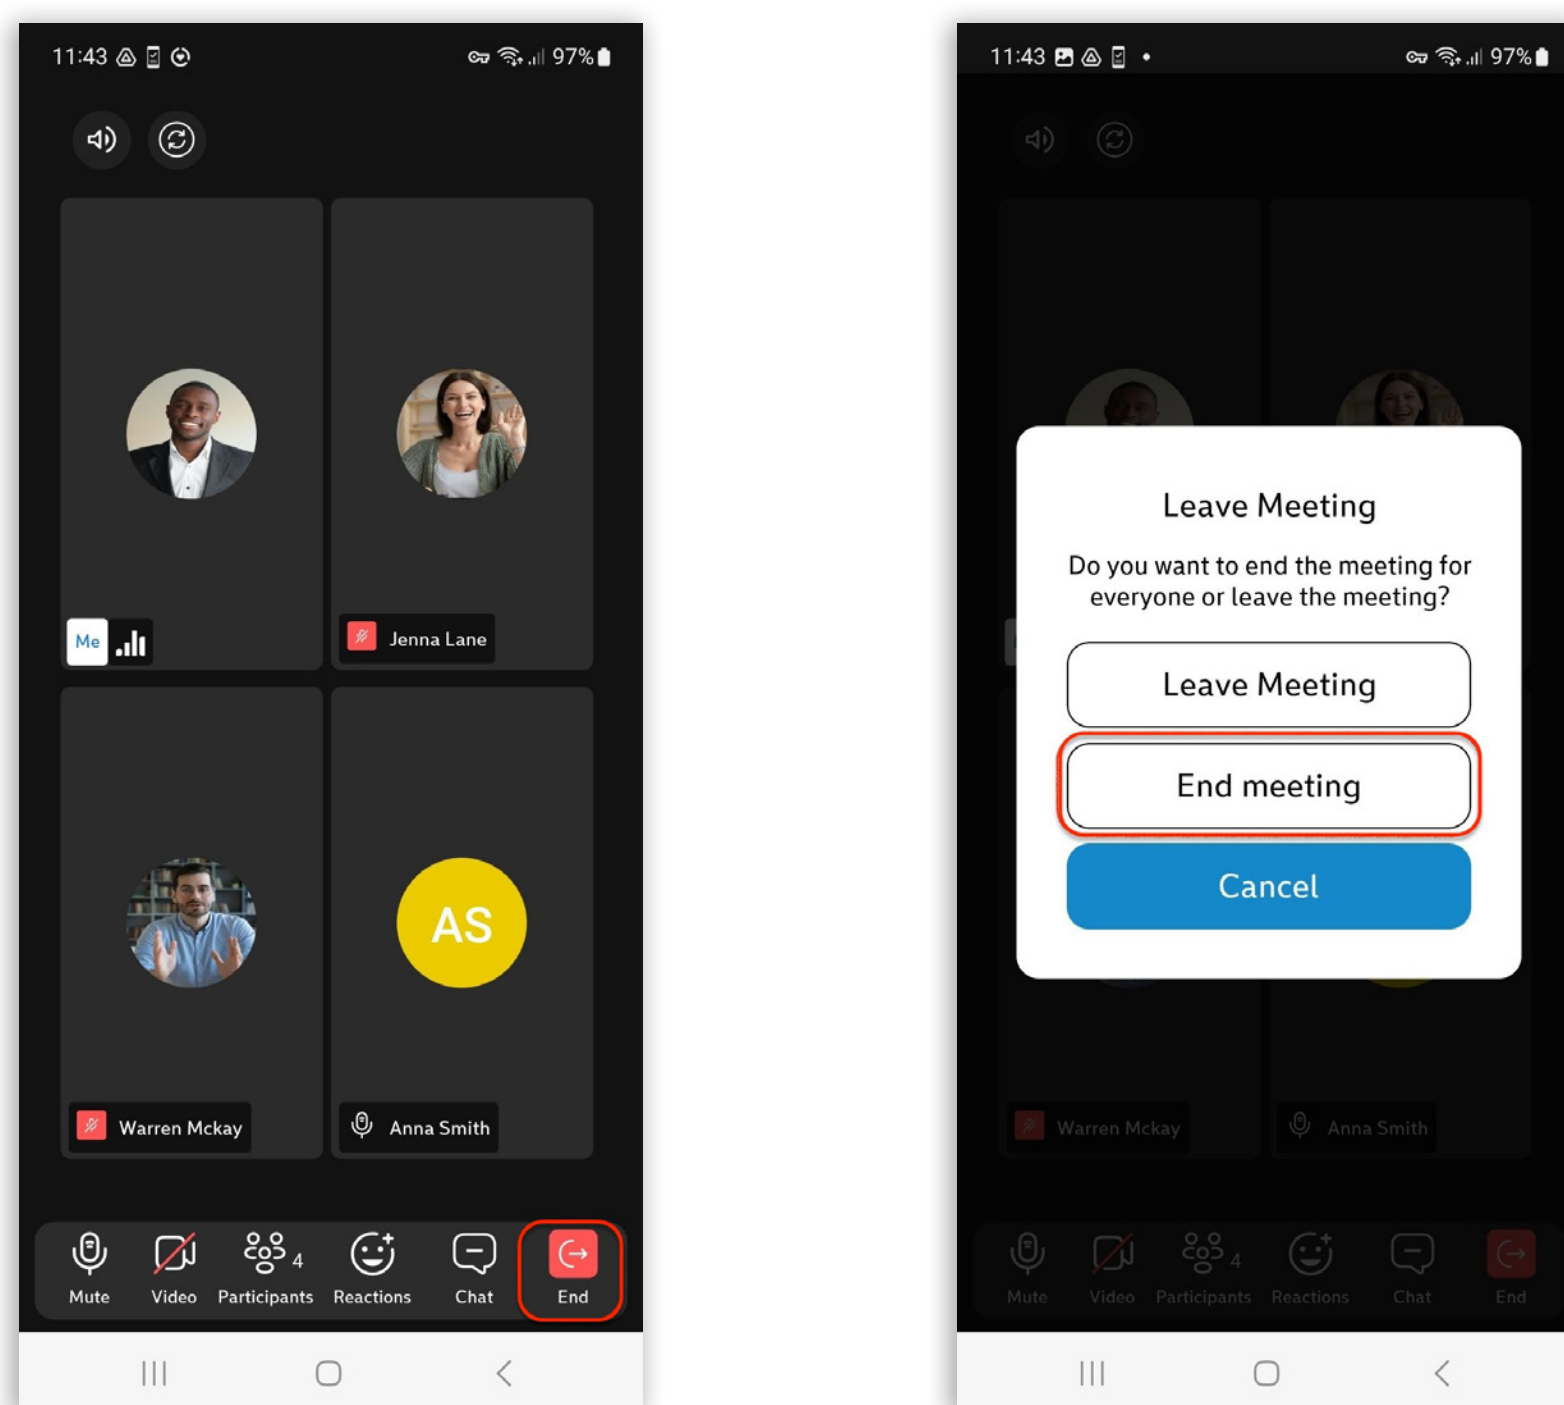 11:43
97%
Me
Jenna Lane
AS
Warren Mckay
Anna Smith
4
Mute
Video
Participants
Reactions
Chat
End
11:43
97%
Leave Meeting
Do you want to end the meeting for
everyone or leave the meeting?
Leave Meeting
End meeting
Cancel
Warren Mckay
Anna Smith
4
Mute
Video
Participants
Reactions
Chat
End